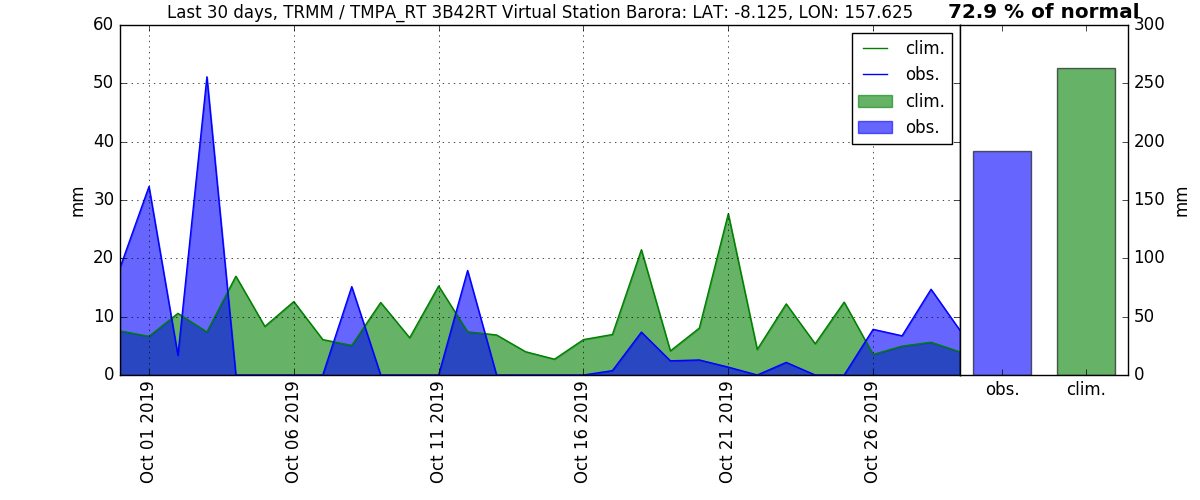 Last 30 days, TRMM / TMPA_RT 3B42RT Virtual Station Barora: LAT: -8.125, LON: 157.625
72.9 % of normal
60
50
40
30
20
10
0
mm
clim.
obs.
clim.
obs.
300
250
200
150
100
50
0
mm
obs.
clim.
Oct 01 2019
Oct 06 2019
Oct 11 2019
Oct 16 2019
Oct 21 2019
Oct 26 2019